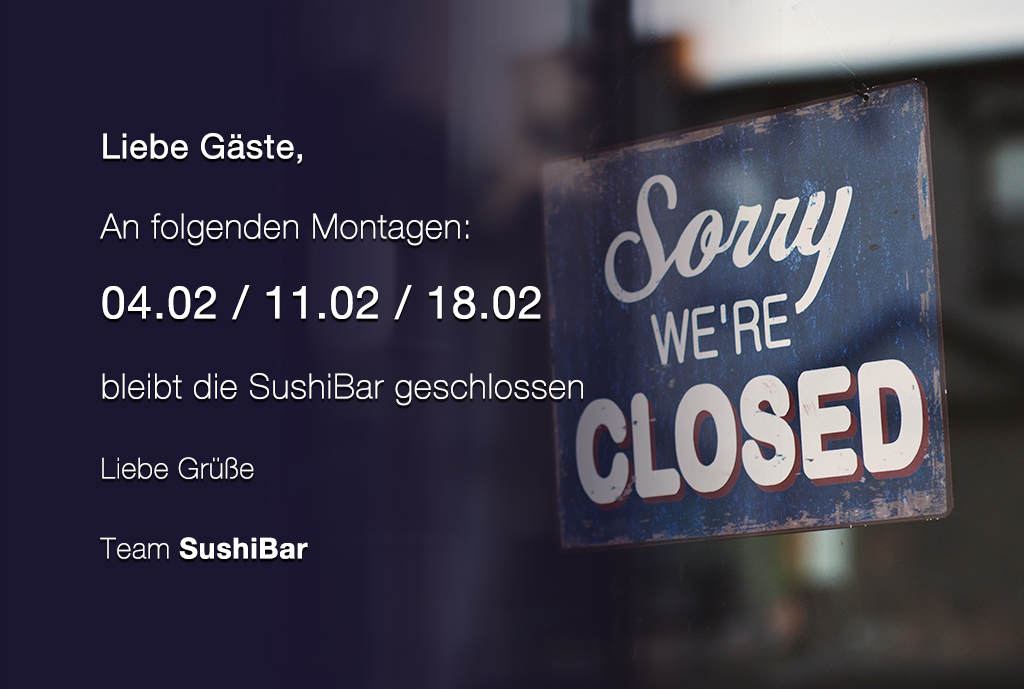 Liebe Gäste,
An folgenden Montagen:
04.02 / 11.02 / 18.02
bleibt die SushiBar geschlossen
Liebe Grüße
Team SushiBar
Sorry
WE'RE
CLOSED